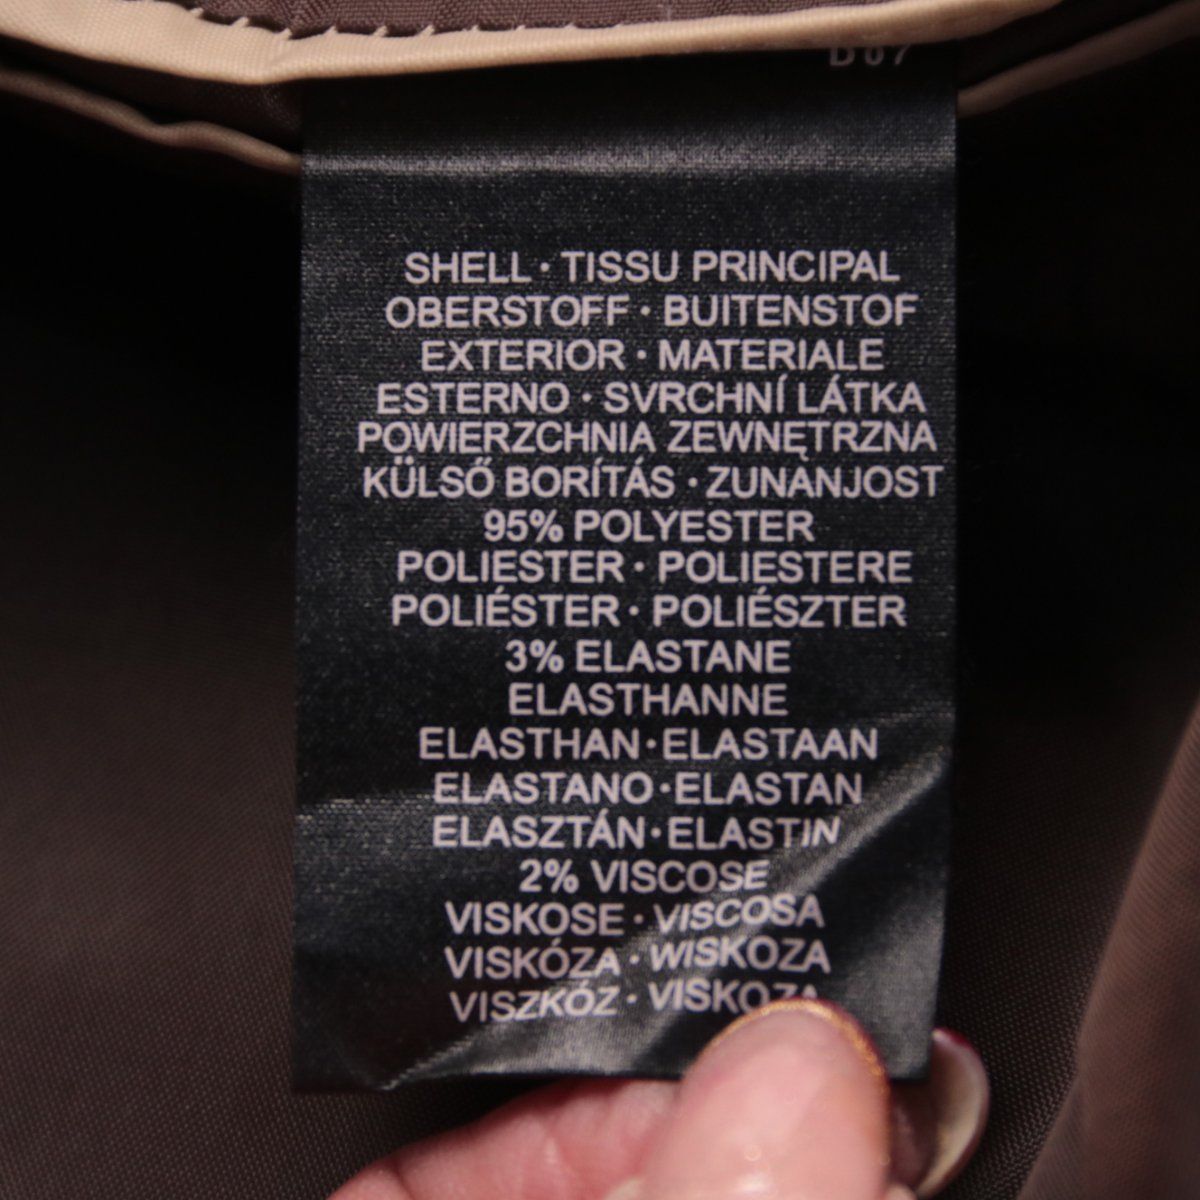 SHELL · TISSU PRINCIPAL
OBERSTOFF · BUITENSTOF
EXTERIOR · MATERIALE
ESTERNO · SVRCHNÍ LÁTKA
POWIERZCHNIA ZEWNĘTRZNA
KÜLSŐ BORÍTÁS · ZUNANJOST
95% POLYESTER
POLIESTER · POLIESTERE
POLIÉSTER · POLIÉSZTER
3% ELASTANE
ELASTHANNE
ELASTHAN · ELASTAAN
ELASTANO · ELASTAN
ELASZTÁN · ELASTIN
2% VISCOSE
VISKOSE · VISCOSA
VISKÓZA · WISKOZA
VISZKÓZ · VISKOZA